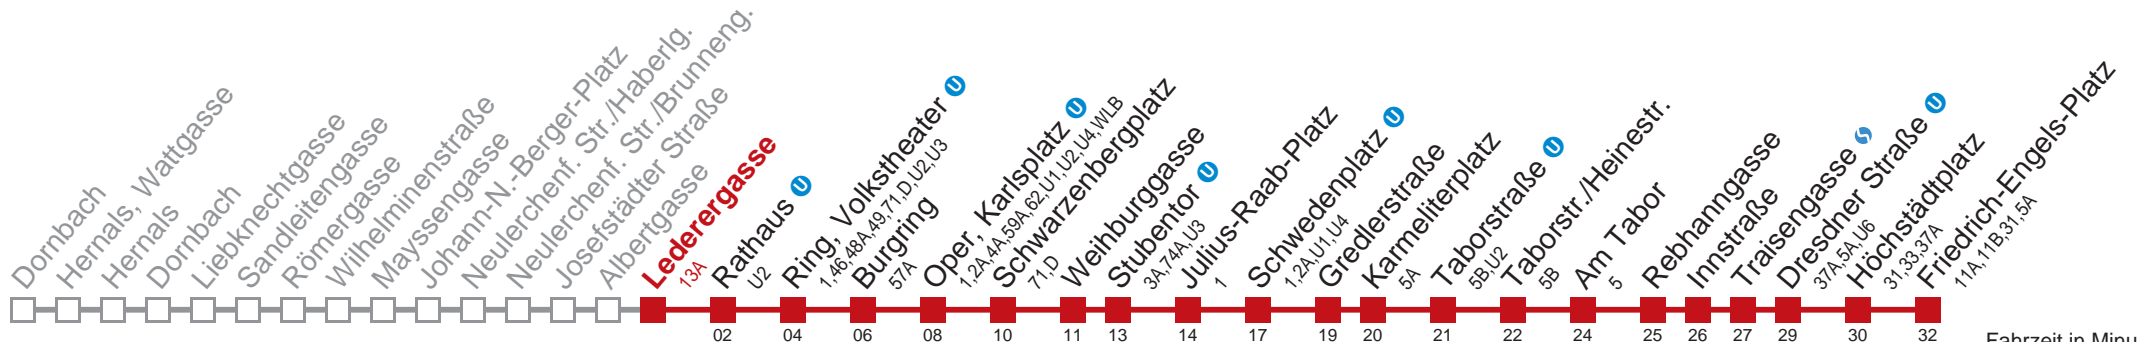 Dornbach
Hernals, Wattgasse
Hernals
Dornbach
Liebknechtgasse
Sandleitengasse
Römergasse
Wilhelminenstraße
Mayssengasse
Johann-N.-Berger-Platz
Neulerchenf. Str./Haberlg.
Neulerchenf. Str./Brunneng.
Josefstädter Straße
Albertgasse
Lederergasse
13A
Rathaus U
U2
Ring, Volkstheater U
1,46,48A,49,71,D,U2,U3
Burgring
57A
Oper, Karlsplatz U
1,2A,4A,59A,62,U1,U2,U4,WLB
Schwarzenbergplatz
71,D
Weihburggasse
Stubentor U
3A,74A,U3
Julius-Raab-Platz
1
Schwedenplatz U
1,2A,U1,U4
Gredlerstraße
Karmeliterplatz
5A
Taborstraße U
5B,U2
Taborstr./Heinestr.
5B
Am Tabor
5
Rebhanngasse
Innstraße
Traisengasse S
Dresdner Straße U
37A,5A,U6
Höchstädtplatz
31,33,37A
Friedrich-Engels-Platz
11A,11B,31,5A
02 04 06 08 10 11 13 14 17 19 20 21 22 24 25 26 27 29 30 32
Fahrzeit in Minu